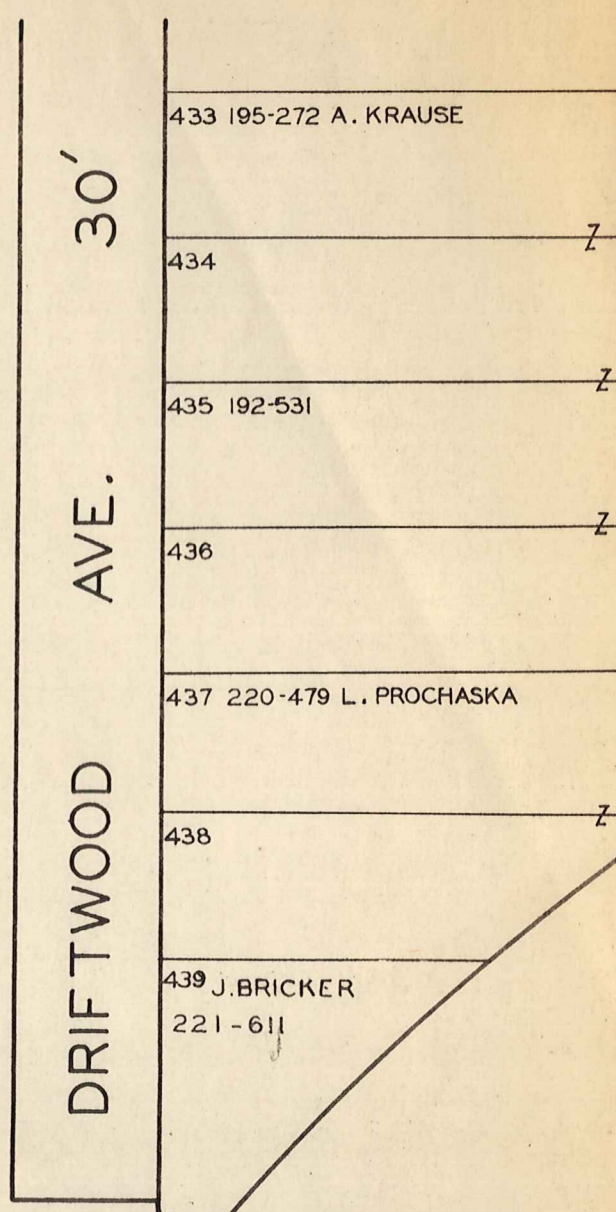 DRIFTWOOD AVE. 30'
433 195-272 A. KRAUSE
434
435 192-531
436
437 220-479 L. PROCHASKA
438
439 J. BRICKER
221-611